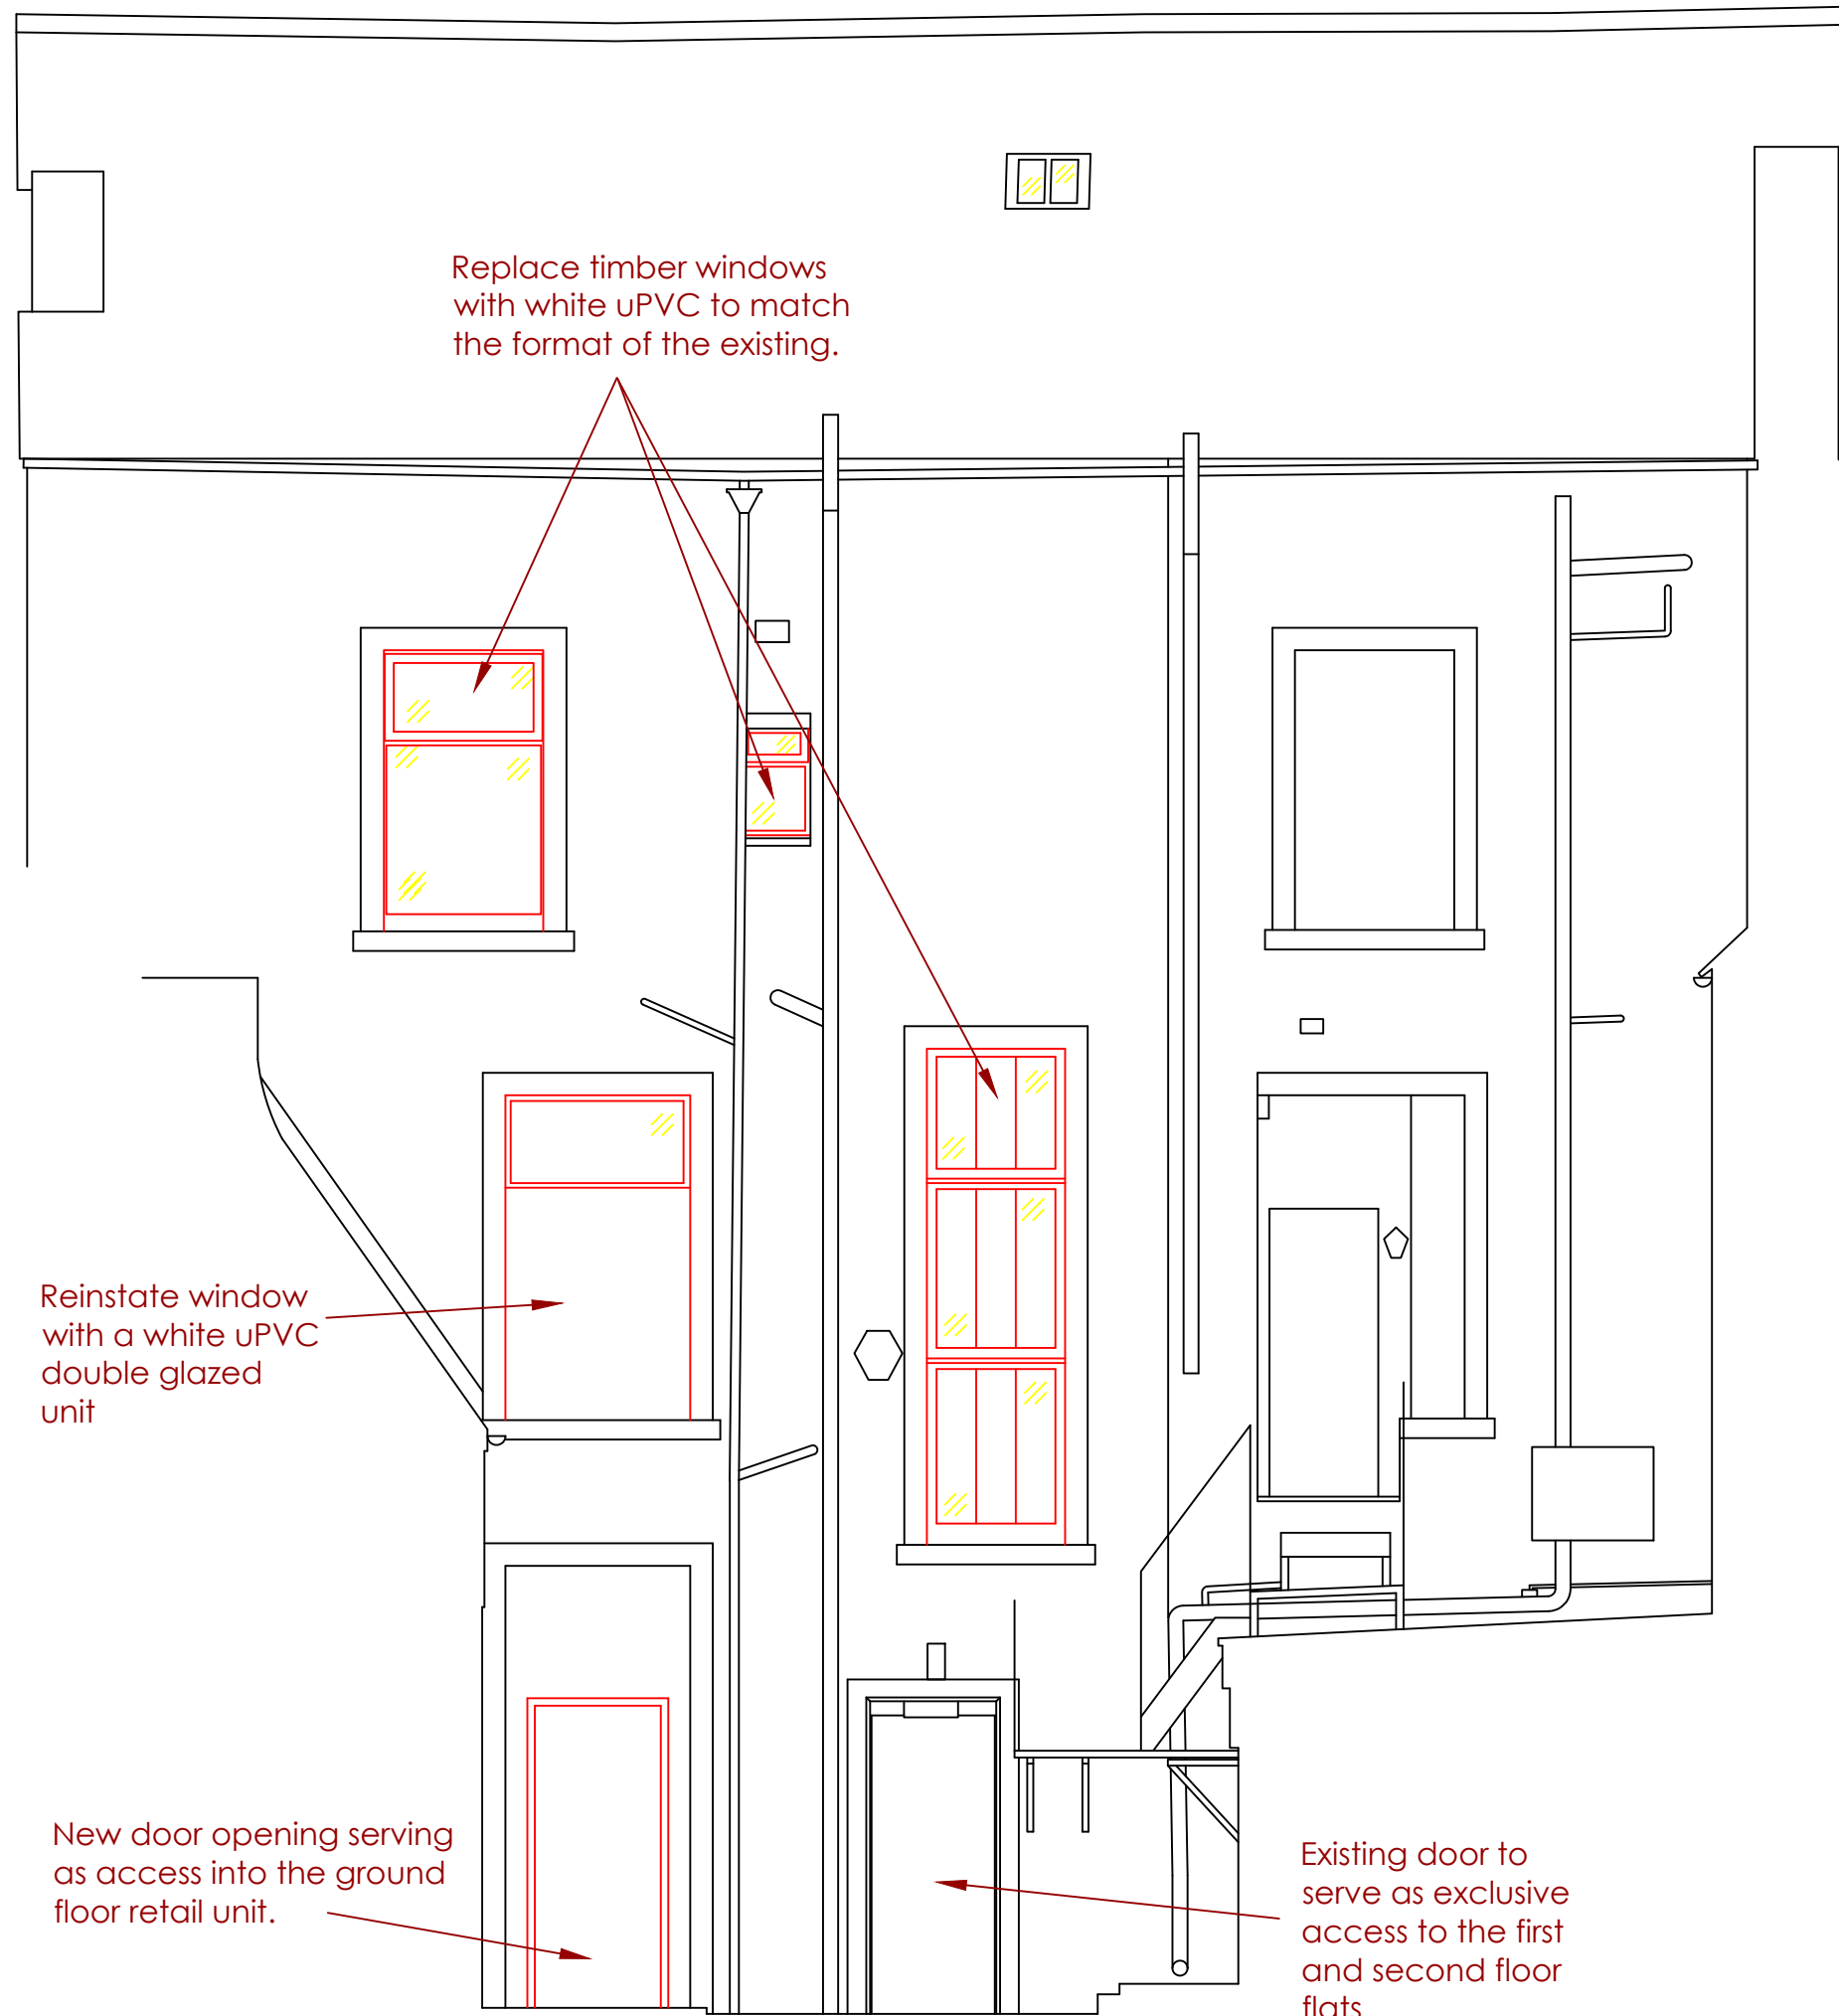 Replace timber windows
with white uPVC to match
the format of the existing.
Reinstate window
with a white uPVC
double glazed
unit
New door opening serving
as access into the ground
floor retail unit.
Existing door to
serve as exclusive
access to the first
and second floor
flats